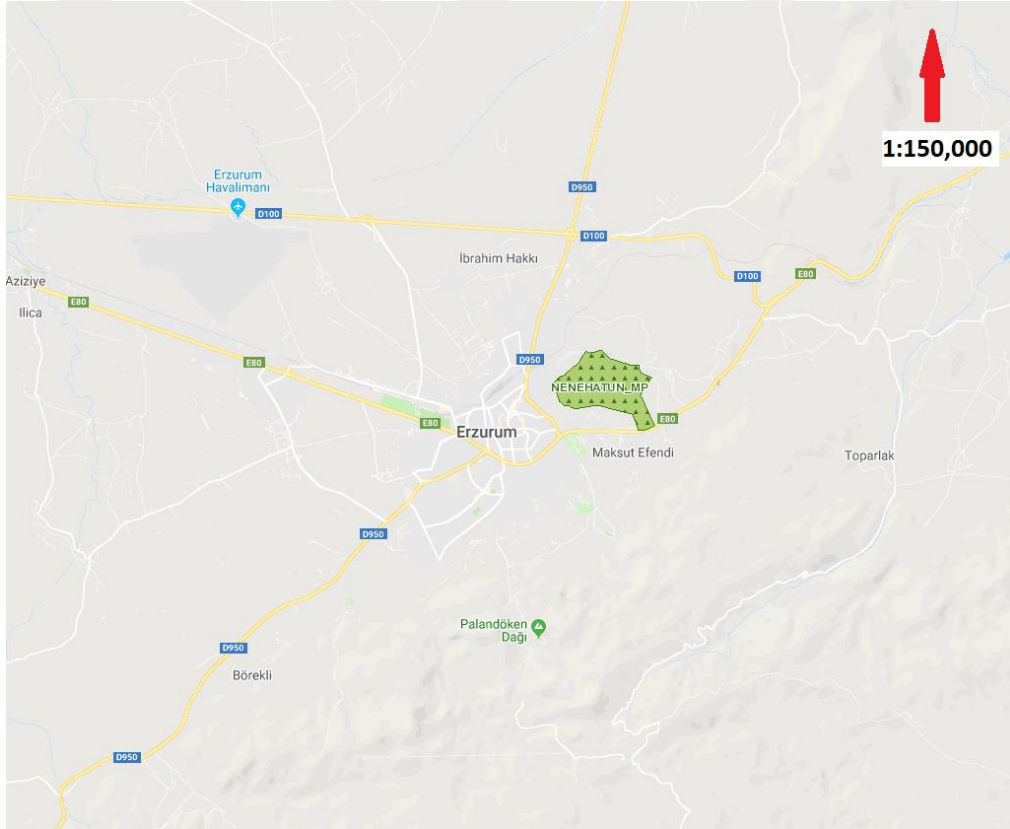 1:150,000
Erzurum
Havalimanı
D950
D100
D100
İbrahim Hakkı
D100
E80
Aziziye
E80
Ilıca
D950
E80
NENEHATUN_MP
E80
E80
Erzurum
Maksut Efendi
Toparlak
D950
Palandöken
Dağı
D950
Börekli
D950